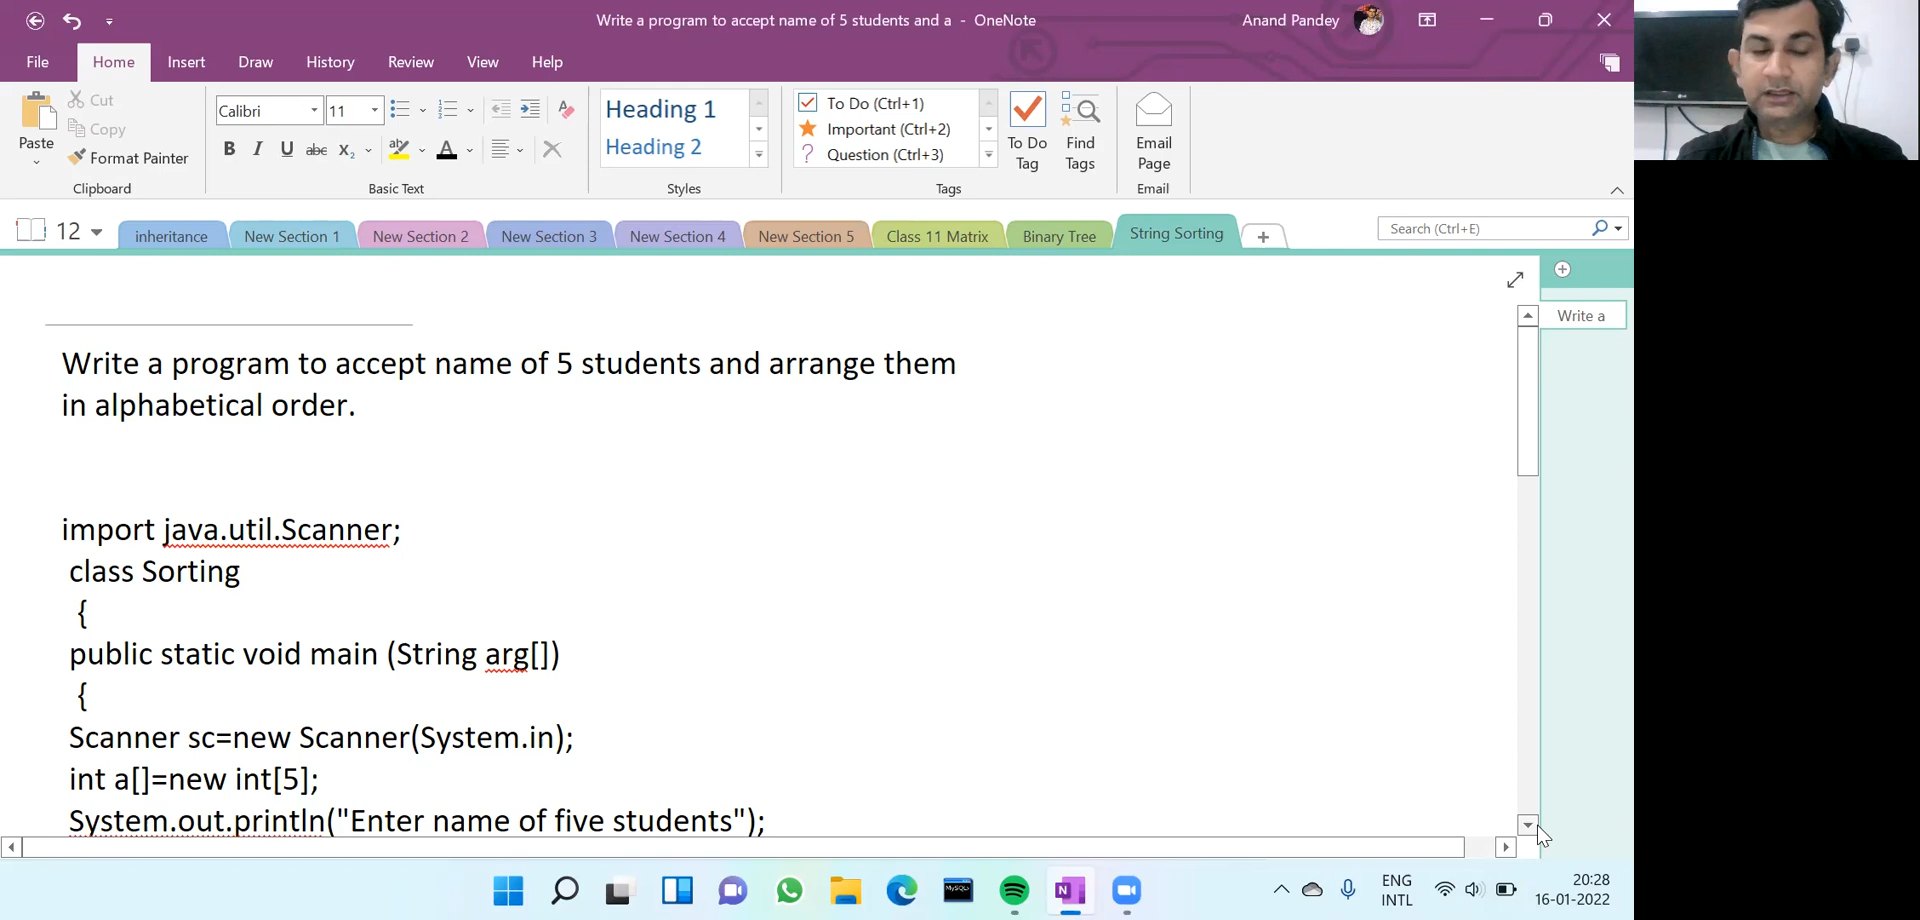 Write a program to accept name of 5 students and a - OneNote
Anand Pandey
File Home Insert Draw History Review View Help
Paste
Cut
Copy
Format Painter
Clipboard
Calibri 11
B I U abc X2 ab A
Basic Text
Heading 1
Heading 2
Styles
To Do (Ctrl+1)
Important (Ctrl+2)
? Question (Ctrl+3)
Tags
To Do
Tag
Find
Tags
Email
Page
Email
12
inheritance New Section 1 New Section 2 New Section 3 New Section 4 New Section 5 Class 11 Matrix Binary Tree String Sorting +
Search (Ctrl+E)
Write a
Write a program to accept name of 5 students and arrange them
in alphabetical order.
import java.util.Scanner;
class Sorting
{
public static void main (String arg[])
{
Scanner sc=new Scanner(System.in);
int a[]=new int[5];
System.out.println("Enter name of five students");
MySQL
N
ENG
INTL
20:28
16-01-2022